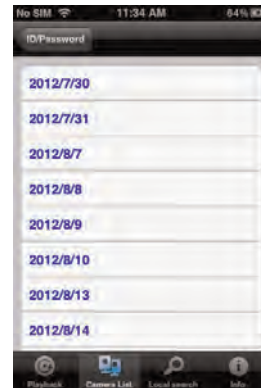 No SIM 11:34 AM 84%
ID/Password
2012/7/30
2012/7/31
2012/8/7
2012/8/8
2012/8/9
2012/8/10
2012/8/13
2012/8/14
Playback Camera List Local search Info